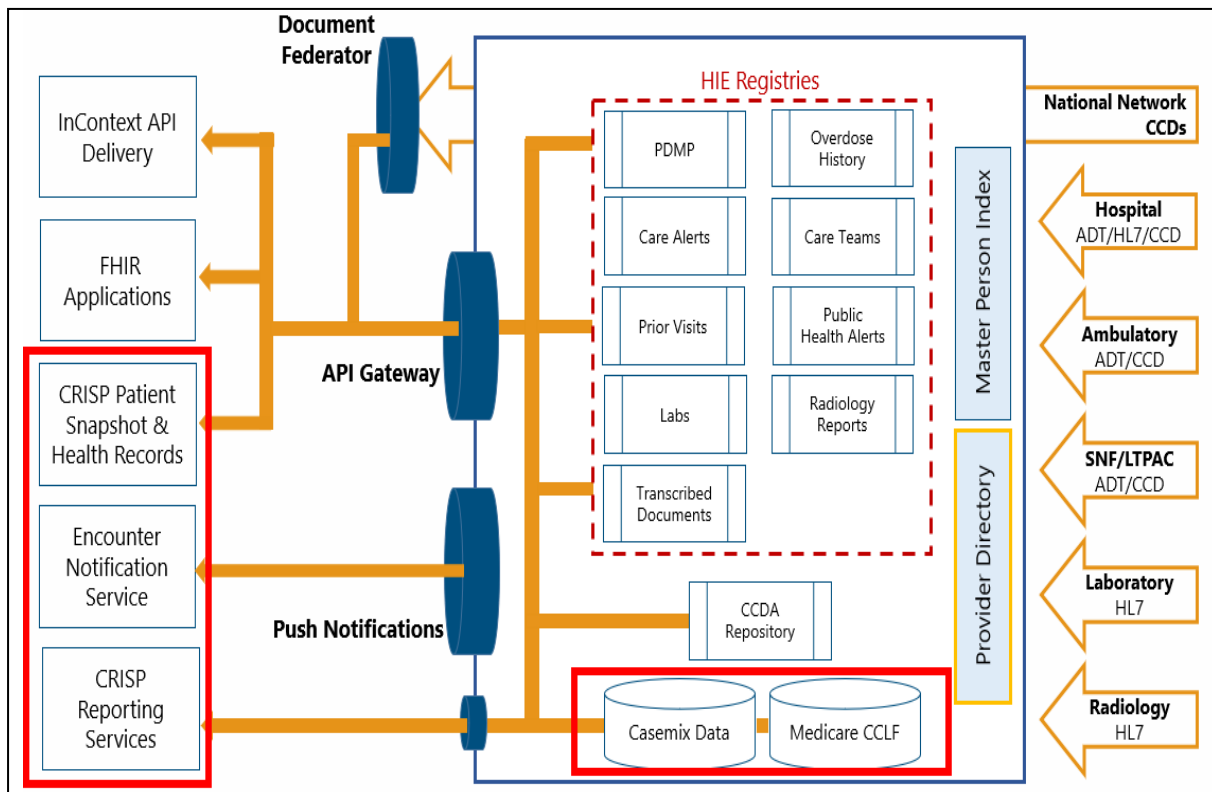 Document
Federator
InContext API
Delivery
FHIR
Applications
CRISP Patient
Snapshot &
Health Records
Encounter
Notification
Service
CRISP
Reporting
Services
API Gateway
Push Notifications
HIE Registries
PDMP
Overdose
History
Care Alerts
Care Teams
Prior Visits
Public
Health Alerts
Labs
Radiology
Reports
Transcribed
Documents
CCDA
Repository
Casemix Data
Medicare CCLF
Master Person Index
Provider Directory
National Network
CCDs
Hospital
ADT/HL7/CCD
Ambulatory
ADT/CCD
SNF/LTPAC
ADT/CCD
Laboratory
HL7
Radiology
HL7